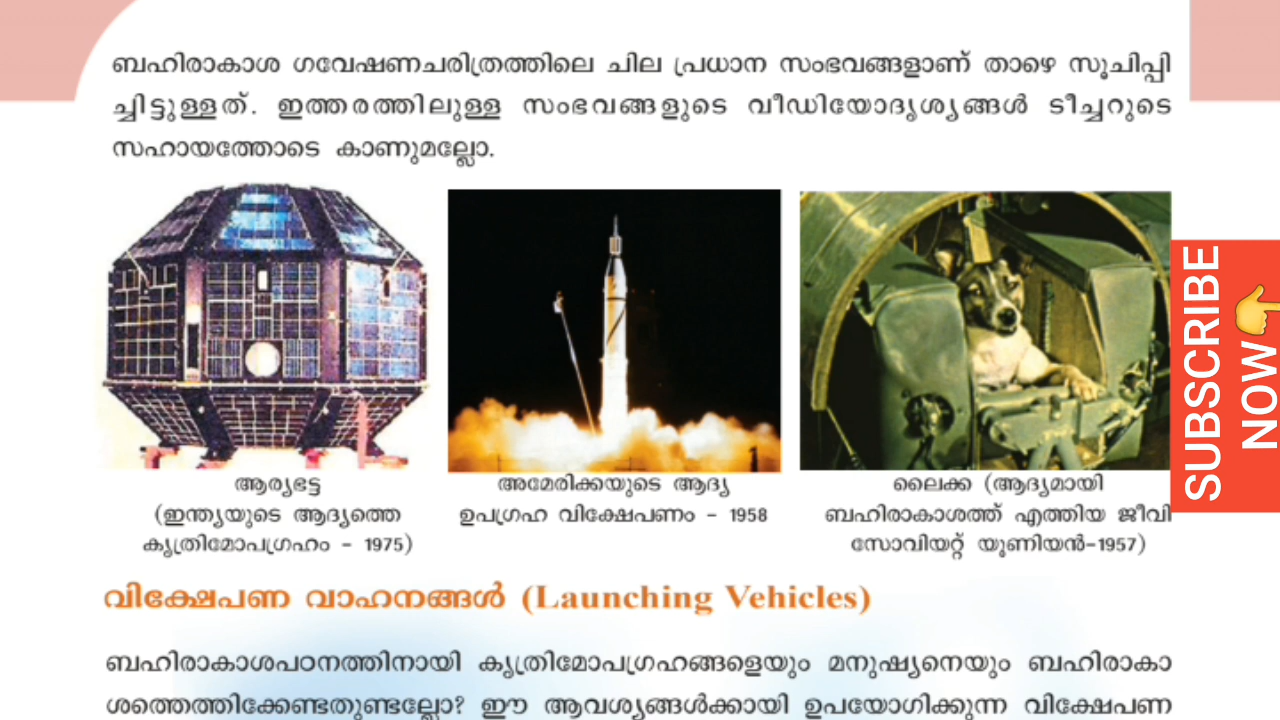 ബഹിരാകാശ ഗവേഷണചരിത്രത്തിലെ ചില പ്രധാന സംഭവങ്ങളാണ് താഴെ സൂചിപ്പി
ച്ചിട്ടുള്ളത്. ഇത്തരത്തിലുള്ള സംഭവങ്ങളുടെ വീഡിയോദൃശ്യങ്ങൾ ടീച്ചറുടെ
സഹായത്തോടെ കാണുമല്ലോ.
ആര്യഭട്ട
(ഇന്ത്യയുടെ ആദ്യത്തെ
കൃത്രിമോപഗ്രഹം - 1975)
അമേരിക്കയുടെ ആദ്യ
ഉപഗ്രഹ വിക്ഷേപണം - 1958
ലൈക്ക (ആദ്യമായി
ബഹിരാകാശത്ത് എത്തിയ ജീവി
സോവിയറ്റ് യൂണിയൻ-1957)
SUBSCRIBE
NOW👇
വിക്ഷേപണ വാഹനങ്ങൾ (Launching Vehicles)
ബഹിരാകാശപഠനത്തിനായി കൃത്രിമോപഗ്രഹങ്ങളെയും മനുഷ്യനെയും ബഹിരാകാ
ശത്തെത്തിക്കേണ്ടതുണ്ടല്ലോ? ഈ ആവശ്യങ്ങൾക്കായി ഉപയോഗിക്കുന്ന വിക്ഷേപണ